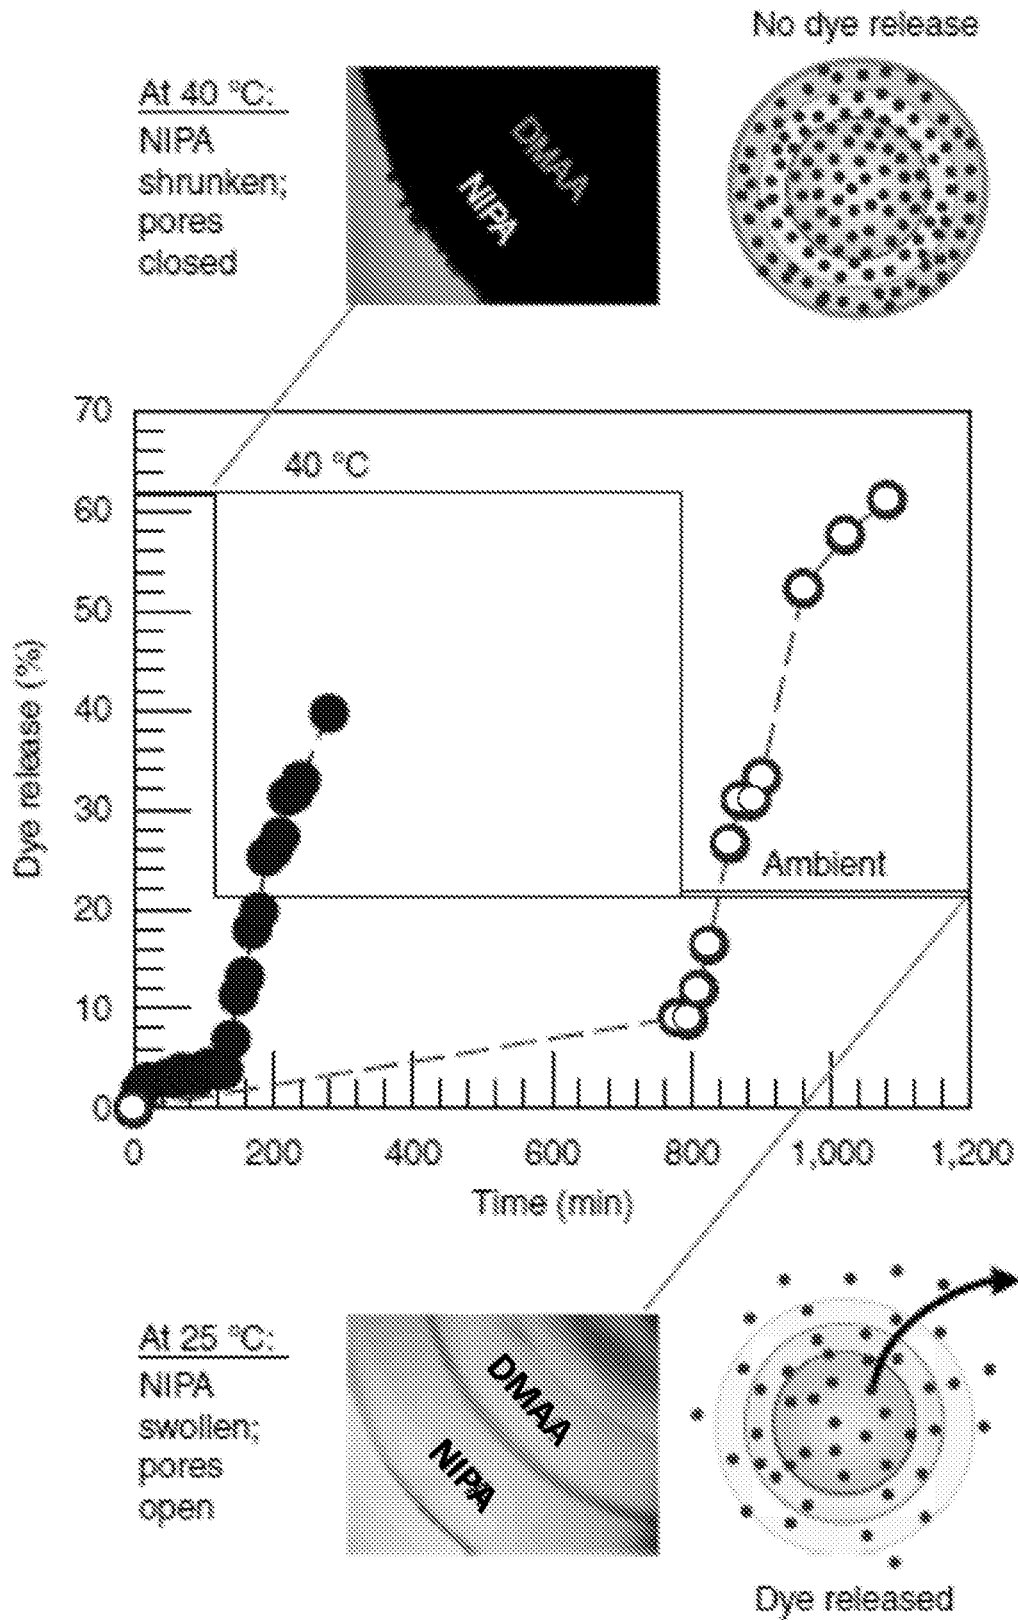 No dye release
At 40 °C:
NIPA
shrunken;
pores
closed
DMAA
NIPA
70
60
50
40
30
20
10
0
Dye release (%)
40 °C
Ambient
0
200
400
600
800
1,000
1,200
Time (min)
At 25 °C:
NIPA
swollen;
pores
open
DMAA
NIPA
Dye released